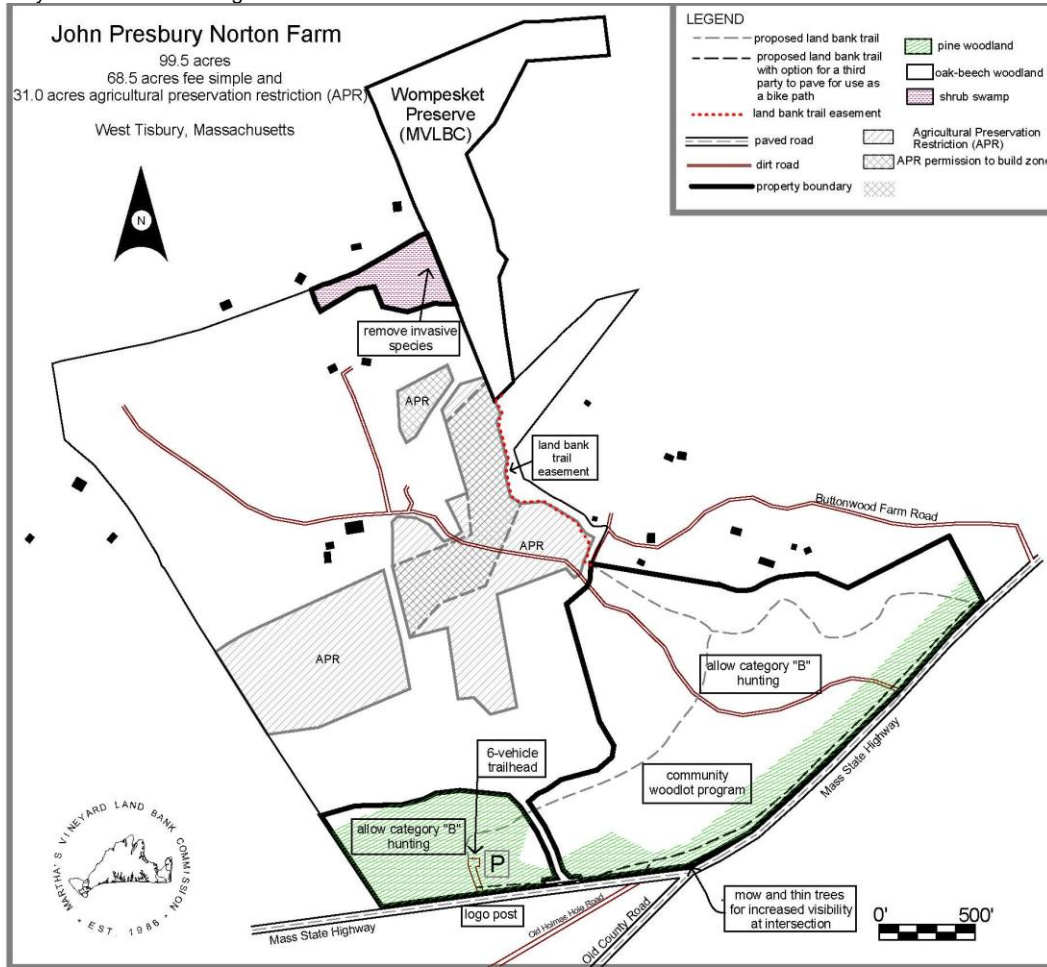 John Presbury Norton Farm
99.5 acres
68.5 acres fee simple and
31.0 acres agricultural preservation restriction (APR)
West Tisbury, Massachusetts
N
Wompesket
Preserve
(MVLBC)
LEGEND
proposed land bank trail
proposed land bank trail
with option for a third
party to pave for use as
a bike path
land bank trail easement
paved road
dirt road
property boundary
pine woodland
oak-beech woodland
shrub swamp
Agricultural Preservation
Restriction (APR)
APR permission to build zone
remove invasive
species
APR
land bank
trail
easement
Buttonwood Farm Road
APR
APR
allow category "B"
hunting
6-vehicle
trailhead
community
woodlot program
Mass State Highway
allow category "B"
hunting
P
logo post
Mass State Highway
Old Holmes Hole Road
Old County Road
mow and thin trees
for increased visibility
at intersection
0' 500'
MARTHA'S VINEYARD LAND BANK COMMISSION
EST. 1986